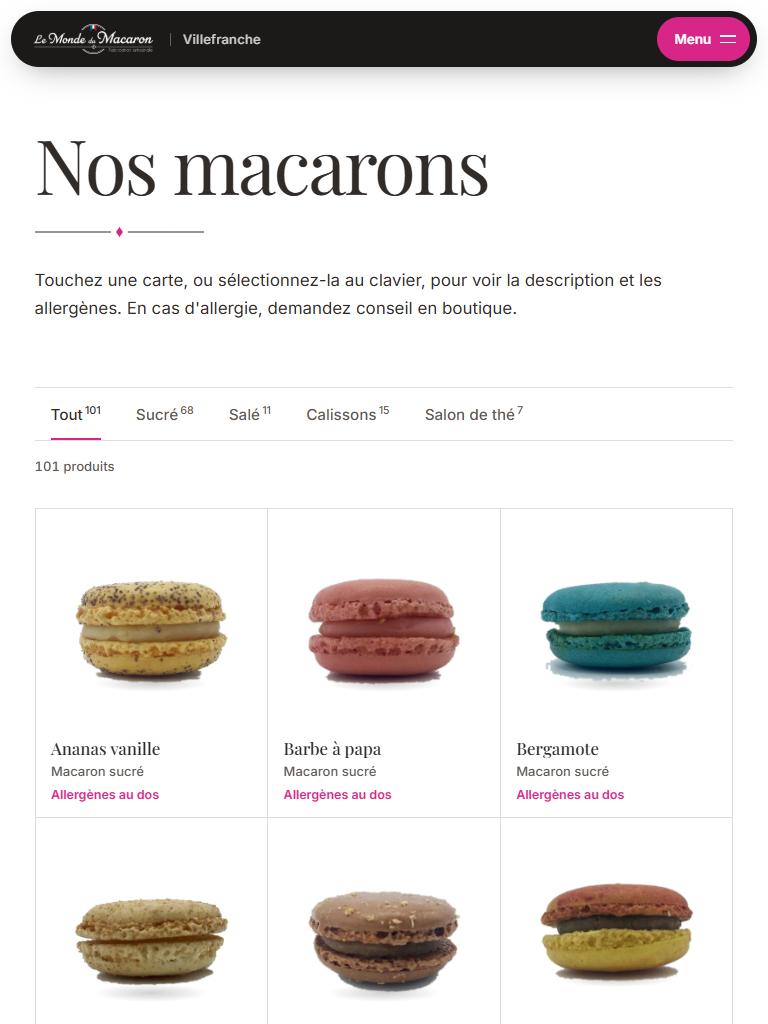 Le Monde du Macaron
Fabrication artisanale
Villefranche
Menu
Nos macarons
Touchez une carte, ou sélectionnez-la au clavier, pour voir la description et les
allergènes. En cas d'allergie, demandez conseil en boutique.
Tout 101 Sucré 68 Salé 11 Calissons 15 Salon de thé 7
101 produits
Ananas vanille
Macaron sucré
Allergènes au dos
Barbe à papa
Macaron sucré
Allergènes au dos
Bergamote
Macaron sucré
Allergènes au dos